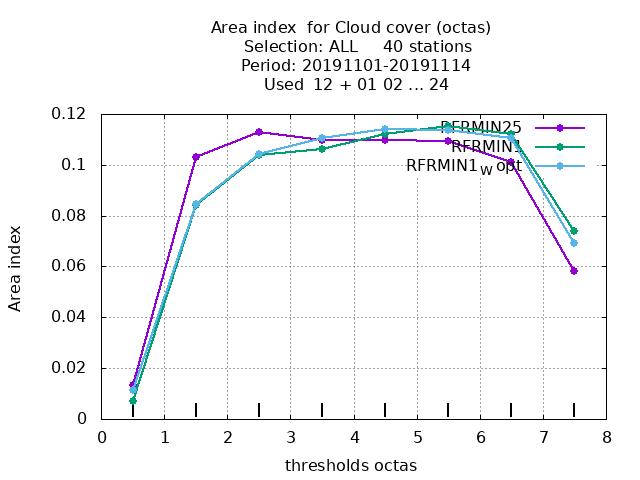 Area index  for Cloud cover (octas)
Selection: ALL     40 stations
Period: 20191101-20191114
Used  12 + 01 02 ... 24
RFRMIN25
RFRMIN1
RFRMIN1w opt
0.12
0.1
0.08
0.06
0.04
0.02
0
Area index
0 1 2 3 4 5 6 7 8
thresholds octas